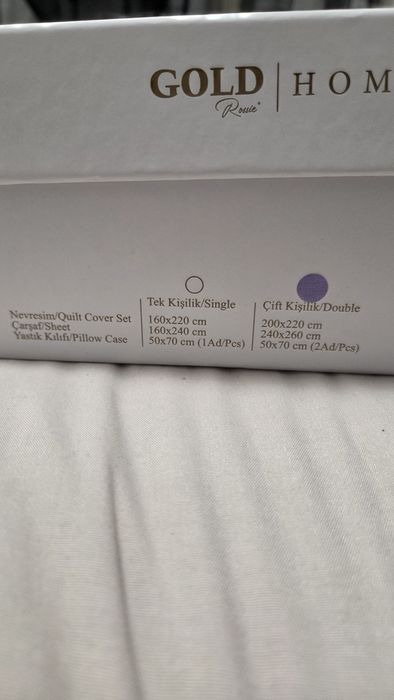 GOLD | HOM
Rosse
Tek Kişilik/Single Çift Kişilik/Double
Nevresim/Quilt Cover Set 160x220 cm 200x220 cm
Çarşaf/Sheet 160x240 cm 240x260 cm
Yastık Kılıfı/Pillow Case 50x70 cm (1Ad/Pcs) 50x70 cm (2Ad/Pcs)